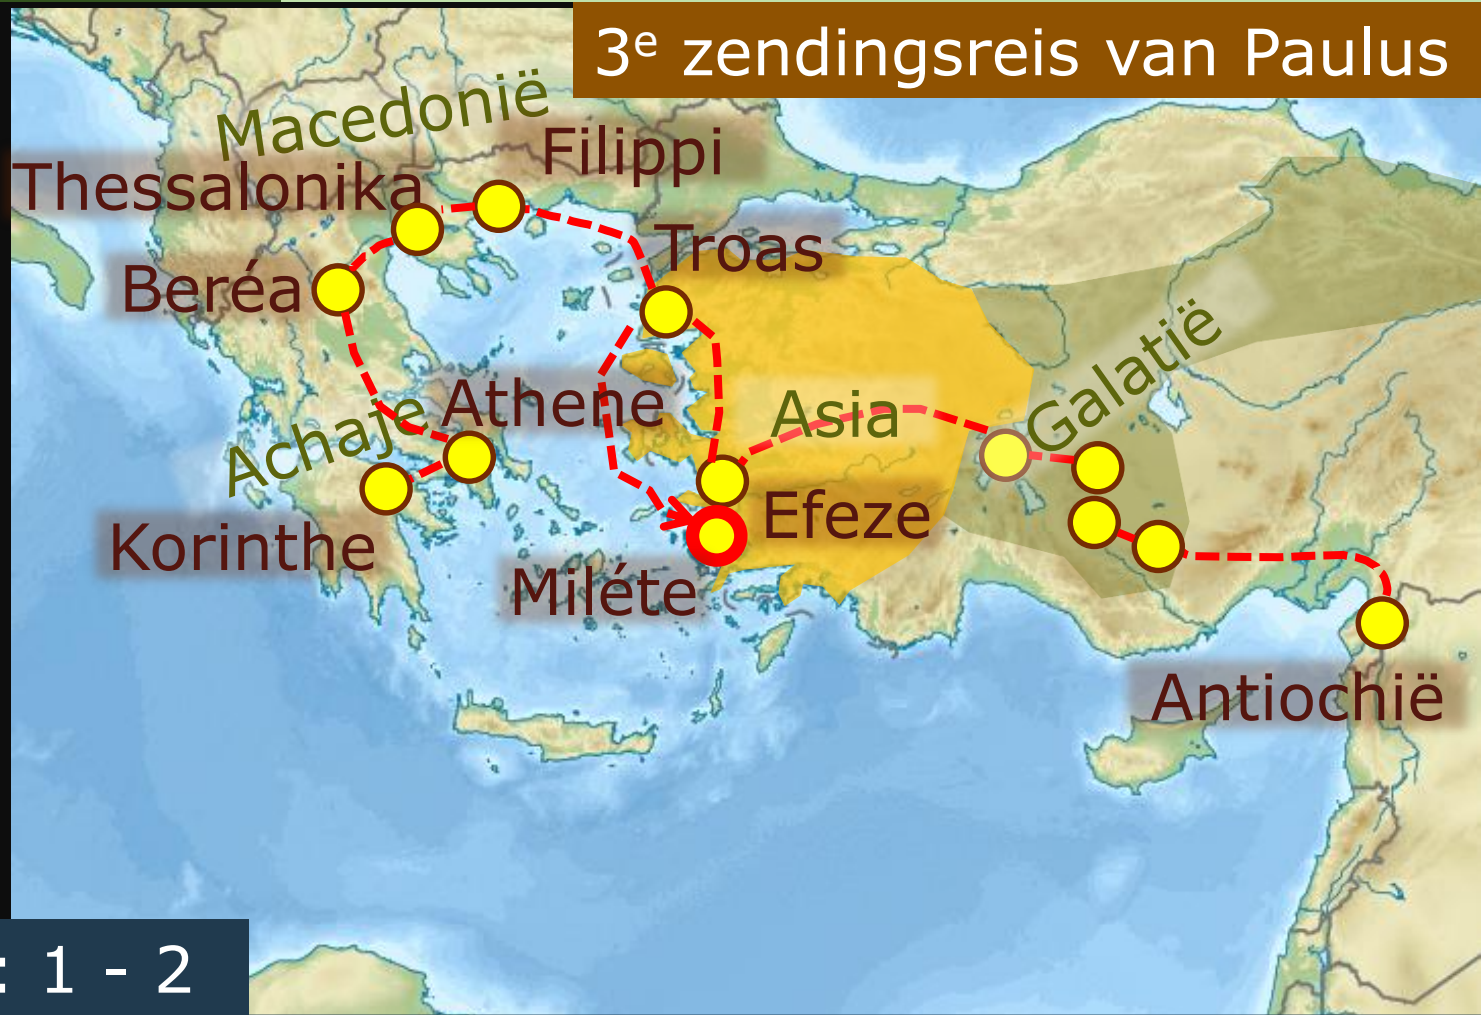 3e zendingsreis van Paulus
Macedonië
Filippi
Thessalonika
Troas
Beréa
Galatië
Athene
Asia
Achaje
Efeze
Korinthe
Miléte
Antiochië
: 1 - 2